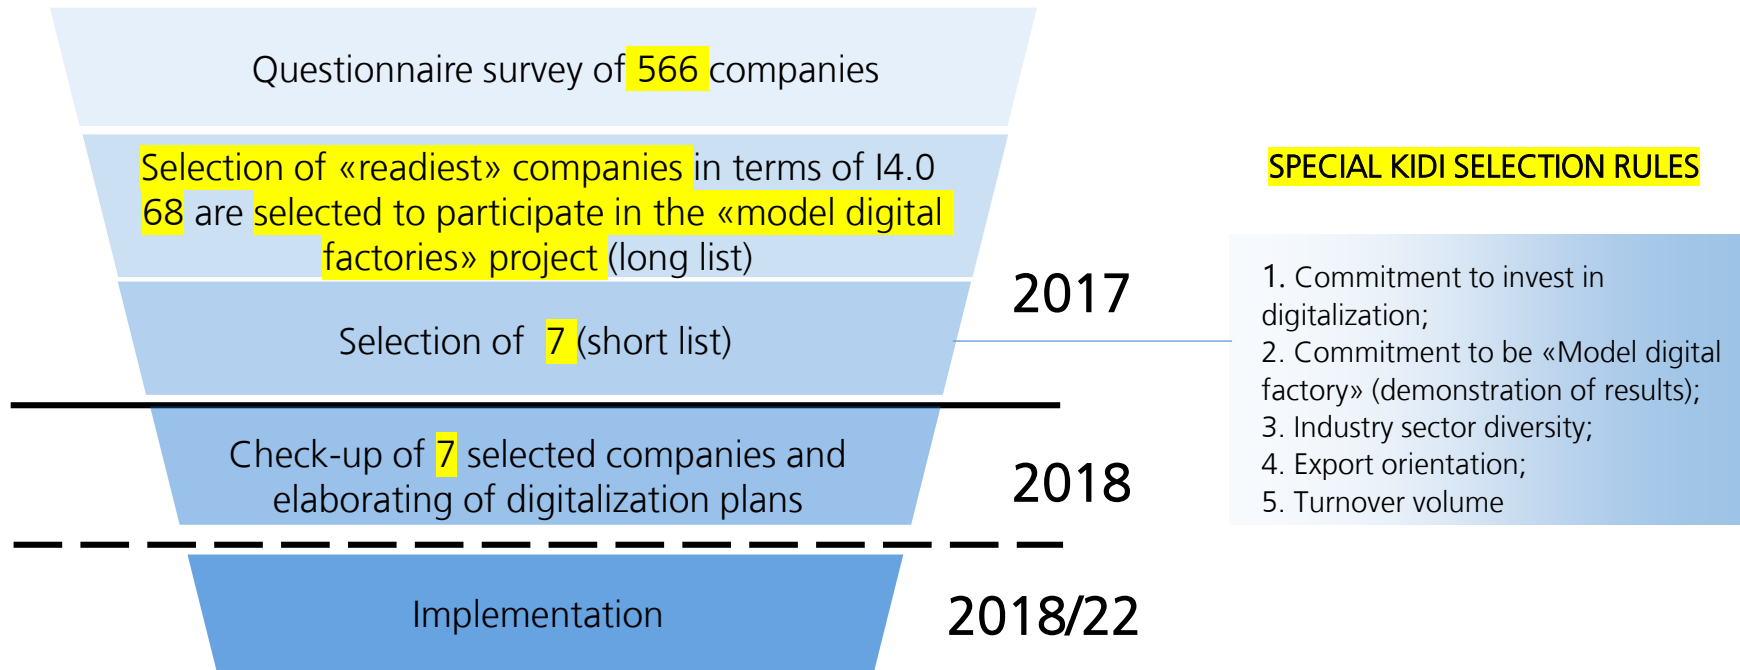 Questionnaire survey of 566 companies
Selection of «readiest» companies in terms of I4.0
68 are selected to participate in the «model digital
factories» project (long list)
Selection of 7 (short list)
2017
Check-up of 7 selected companies and
elaborating of digitalization plans
2018
Implementation
2018/22
SPECIAL KIDI SELECTION RULES
1. Commitment to invest in
digitalization;
2. Commitment to be «Model digital
factory» (demonstration of results);
3. Industry sector diversity;
4. Export orientation;
5. Turnover volume